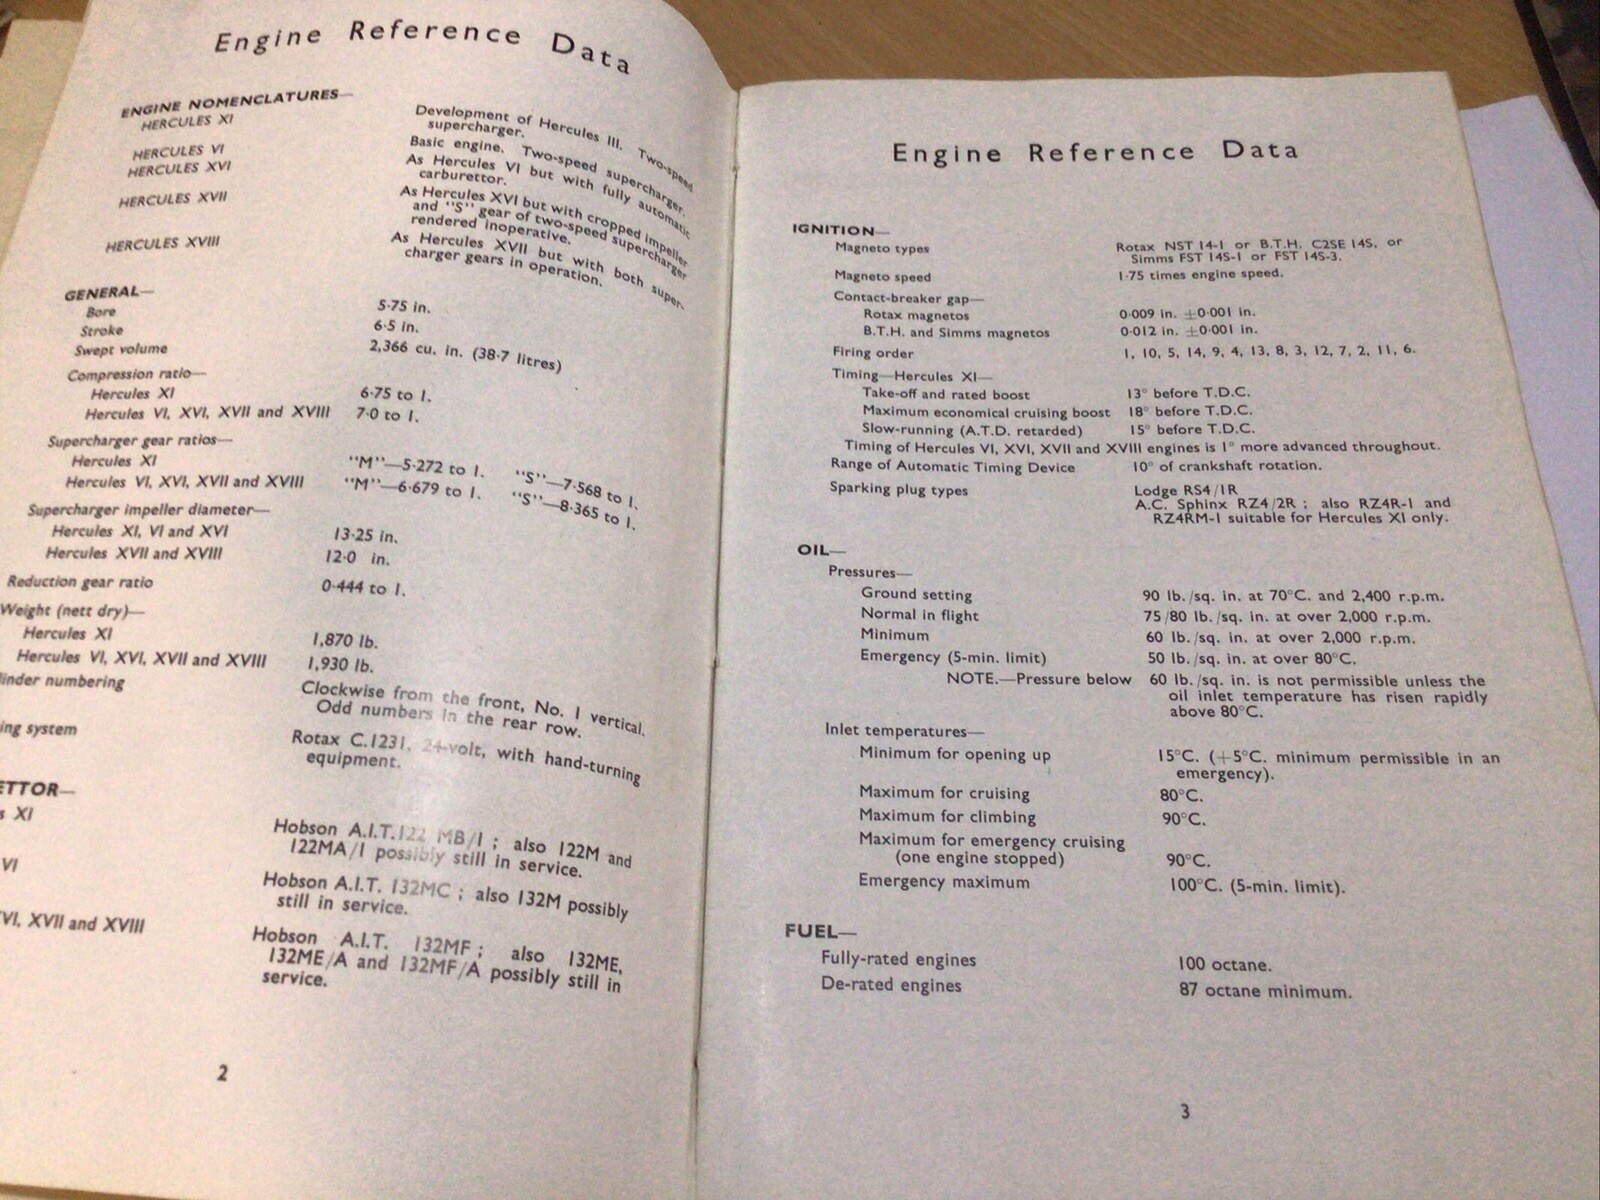 Engine Reference Data
ENGINE NOMENCLATURES—
HERCULES XI Development of Hercules III. Two-speed
supercharger.
HERCULES VI Basic engine. Two-speed supercharger.
HERCULES XVI As Hercules VI but with fully automatic
carburettor.
HERCULES XVII As Hercules XVI but with cropped impeller
and "S" gear of two-speed supercharger
rendered inoperative.
HERCULES XVIII As Hercules XVII but with both super-
charger gears in operation.
GENERAL—
Bore 5·75 in.
Stroke 6·5 in.
Swept volume 2,366 cu. in. (38·7 litres)
Compression ratio—
Hercules XI 6·75 to 1.
Hercules VI, XVI, XVII and XVIII 7·0 to 1.
Supercharger gear ratios—
Hercules XI "M"—5·272 to 1. "S"—7·568 to 1.
Hercules VI, XVI, XVII and XVIII "M"—6·679 to 1. "S"—8·365 to 1.
Supercharger impeller diameter—
Hercules XI, VI and XVI 13·25 in.
Hercules XVII and XVIII 12·0 in.
Reduction gear ratio 0·444 to 1.
Weight (nett dry)—
Hercules XI 1,870 lb.
Hercules VI, XVI, XVII and XVIII 1,930 lb.
linder numbering Clockwise from the front, No. 1 vertical.
Odd numbers in the rear row.
ing system Rotax C.1231, 24-volt, with hand-turning
equipment.
ETTOR—
s XI Hobson A.I.T.122 MB/1 ; also 122M and
122MA/1 possibly still in service.
VI Hobson A.I.T. 132MC ; also 132M possibly
still in service.
VI, XVII and XVIII Hobson A.I.T. 132MF ; also 132ME,
132ME/A and 132MF/A possibly still in
service.
2
Engine Reference Data
IGNITION—
Magneto types Rotax NST 14-1 or B.T.H. C2SE 14S, or
Simms FST 14S-1 or FST 14S-3.
Magneto speed 1·75 times engine speed.
Contact-breaker gap—
Rotax magnetos 0·009 in. ±0·001 in.
B.T.H. and Simms magnetos 0·012 in. ±0·001 in.
Firing order 1, 10, 5, 14, 9, 4, 13, 8, 3, 12, 7, 2, 11, 6.
Timing—Hercules XI—
Take-off and rated boost 13° before T.D.C.
Maximum economical cruising boost 18° before T.D.C.
Slow-running (A.T.D. retarded) 15° before T.D.C.
Timing of Hercules VI, XVI, XVII and XVIII engines is 1° more advanced throughout.
Range of Automatic Timing Device 10° of crankshaft rotation.
Sparking plug types Lodge RS4/1R
A.C. Sphinx RZ4/2R ; also RZ4R-1 and
RZ4RM-1 suitable for Hercules XI only.
OIL—
Pressures—
Ground setting 90 lb./sq. in. at 70°C. and 2,400 r.p.m.
Normal in flight 75/80 lb./sq. in. at over 2,000 r.p.m.
Minimum 60 lb./sq. in. at over 2,000 r.p.m.
Emergency (5-min. limit) 50 lb./sq. in. at over 80°C.
NOTE.—Pressure below 60 lb./sq. in. is not permissible unless the
oil inlet temperature has risen rapidly
above 80°C.
Inlet temperatures—
Minimum for opening up 15°C. (+5°C. minimum permissible in an
emergency).
Maximum for cruising 80°C.
Maximum for climbing 90°C.
Maximum for emergency cruising
(one engine stopped) 90°C.
Emergency maximum 100°C. (5-min. limit).
FUEL—
Fully-rated engines 100 octane.
De-rated engines 87 octane minimum.
3